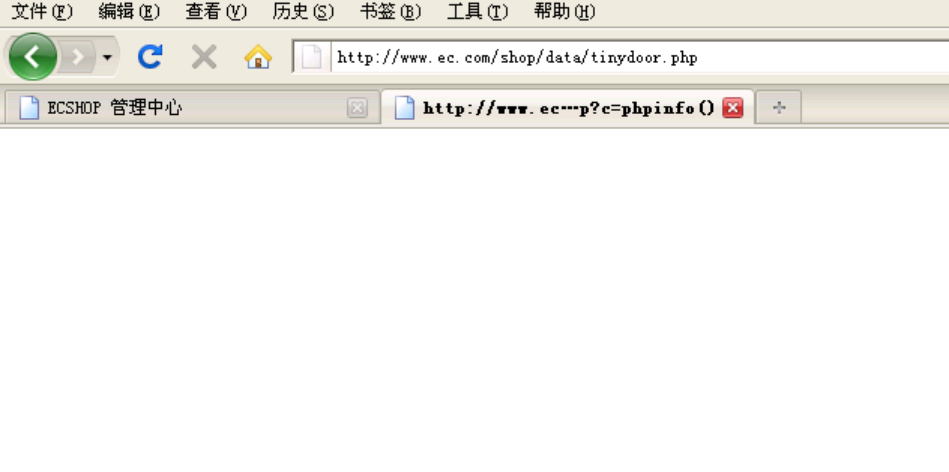 文件(F) 编辑(E) 查看(V) 历史(S) 书签(B) 工具(T) 帮助(H)
http://www.ec.com/shop/data/tinydoor.php
ECSHOP 管理中心 http://www.ec…p?c=phpinfo()